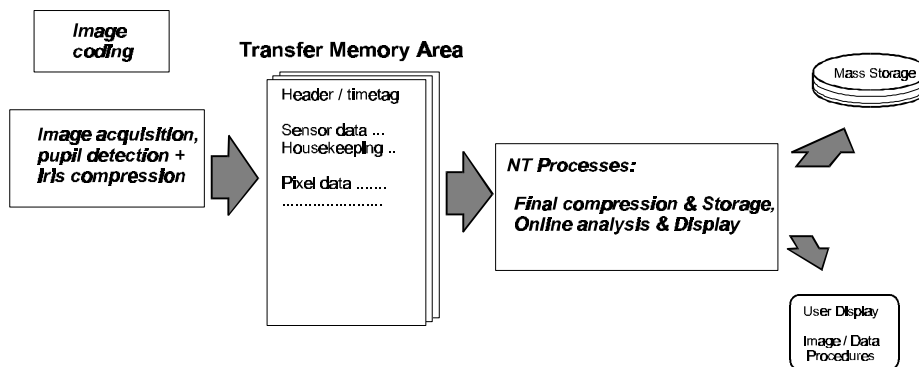 Image
coding
Transfer Memory Area
Image acquisition,
pupil detection +
Iris compression
Header / timetag
Sensor data ...
Housekeeping ..
Pixel data .......
.......................
NT Processes:
Final compression & Storage,
Online analysis & Display
Mass Storage
User Display
Image / Data
Procedures